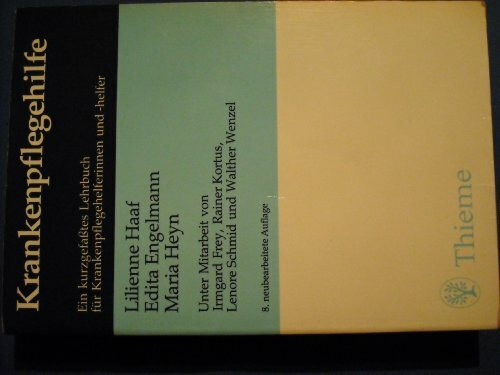 Krankenpflegehilfe
Ein kurzgefaßtes Lehrbuch
für Krankenpflegehelferinnen und -helfer
Lilienne Haaf
Edita Engelmann
Maria Heyn
Unter Mitarbeit von
Irmgard Frey, Rainer Kortus,
Lenore Schmid und Walther Wenzel
8. neubearbeitete Auflage
Thieme